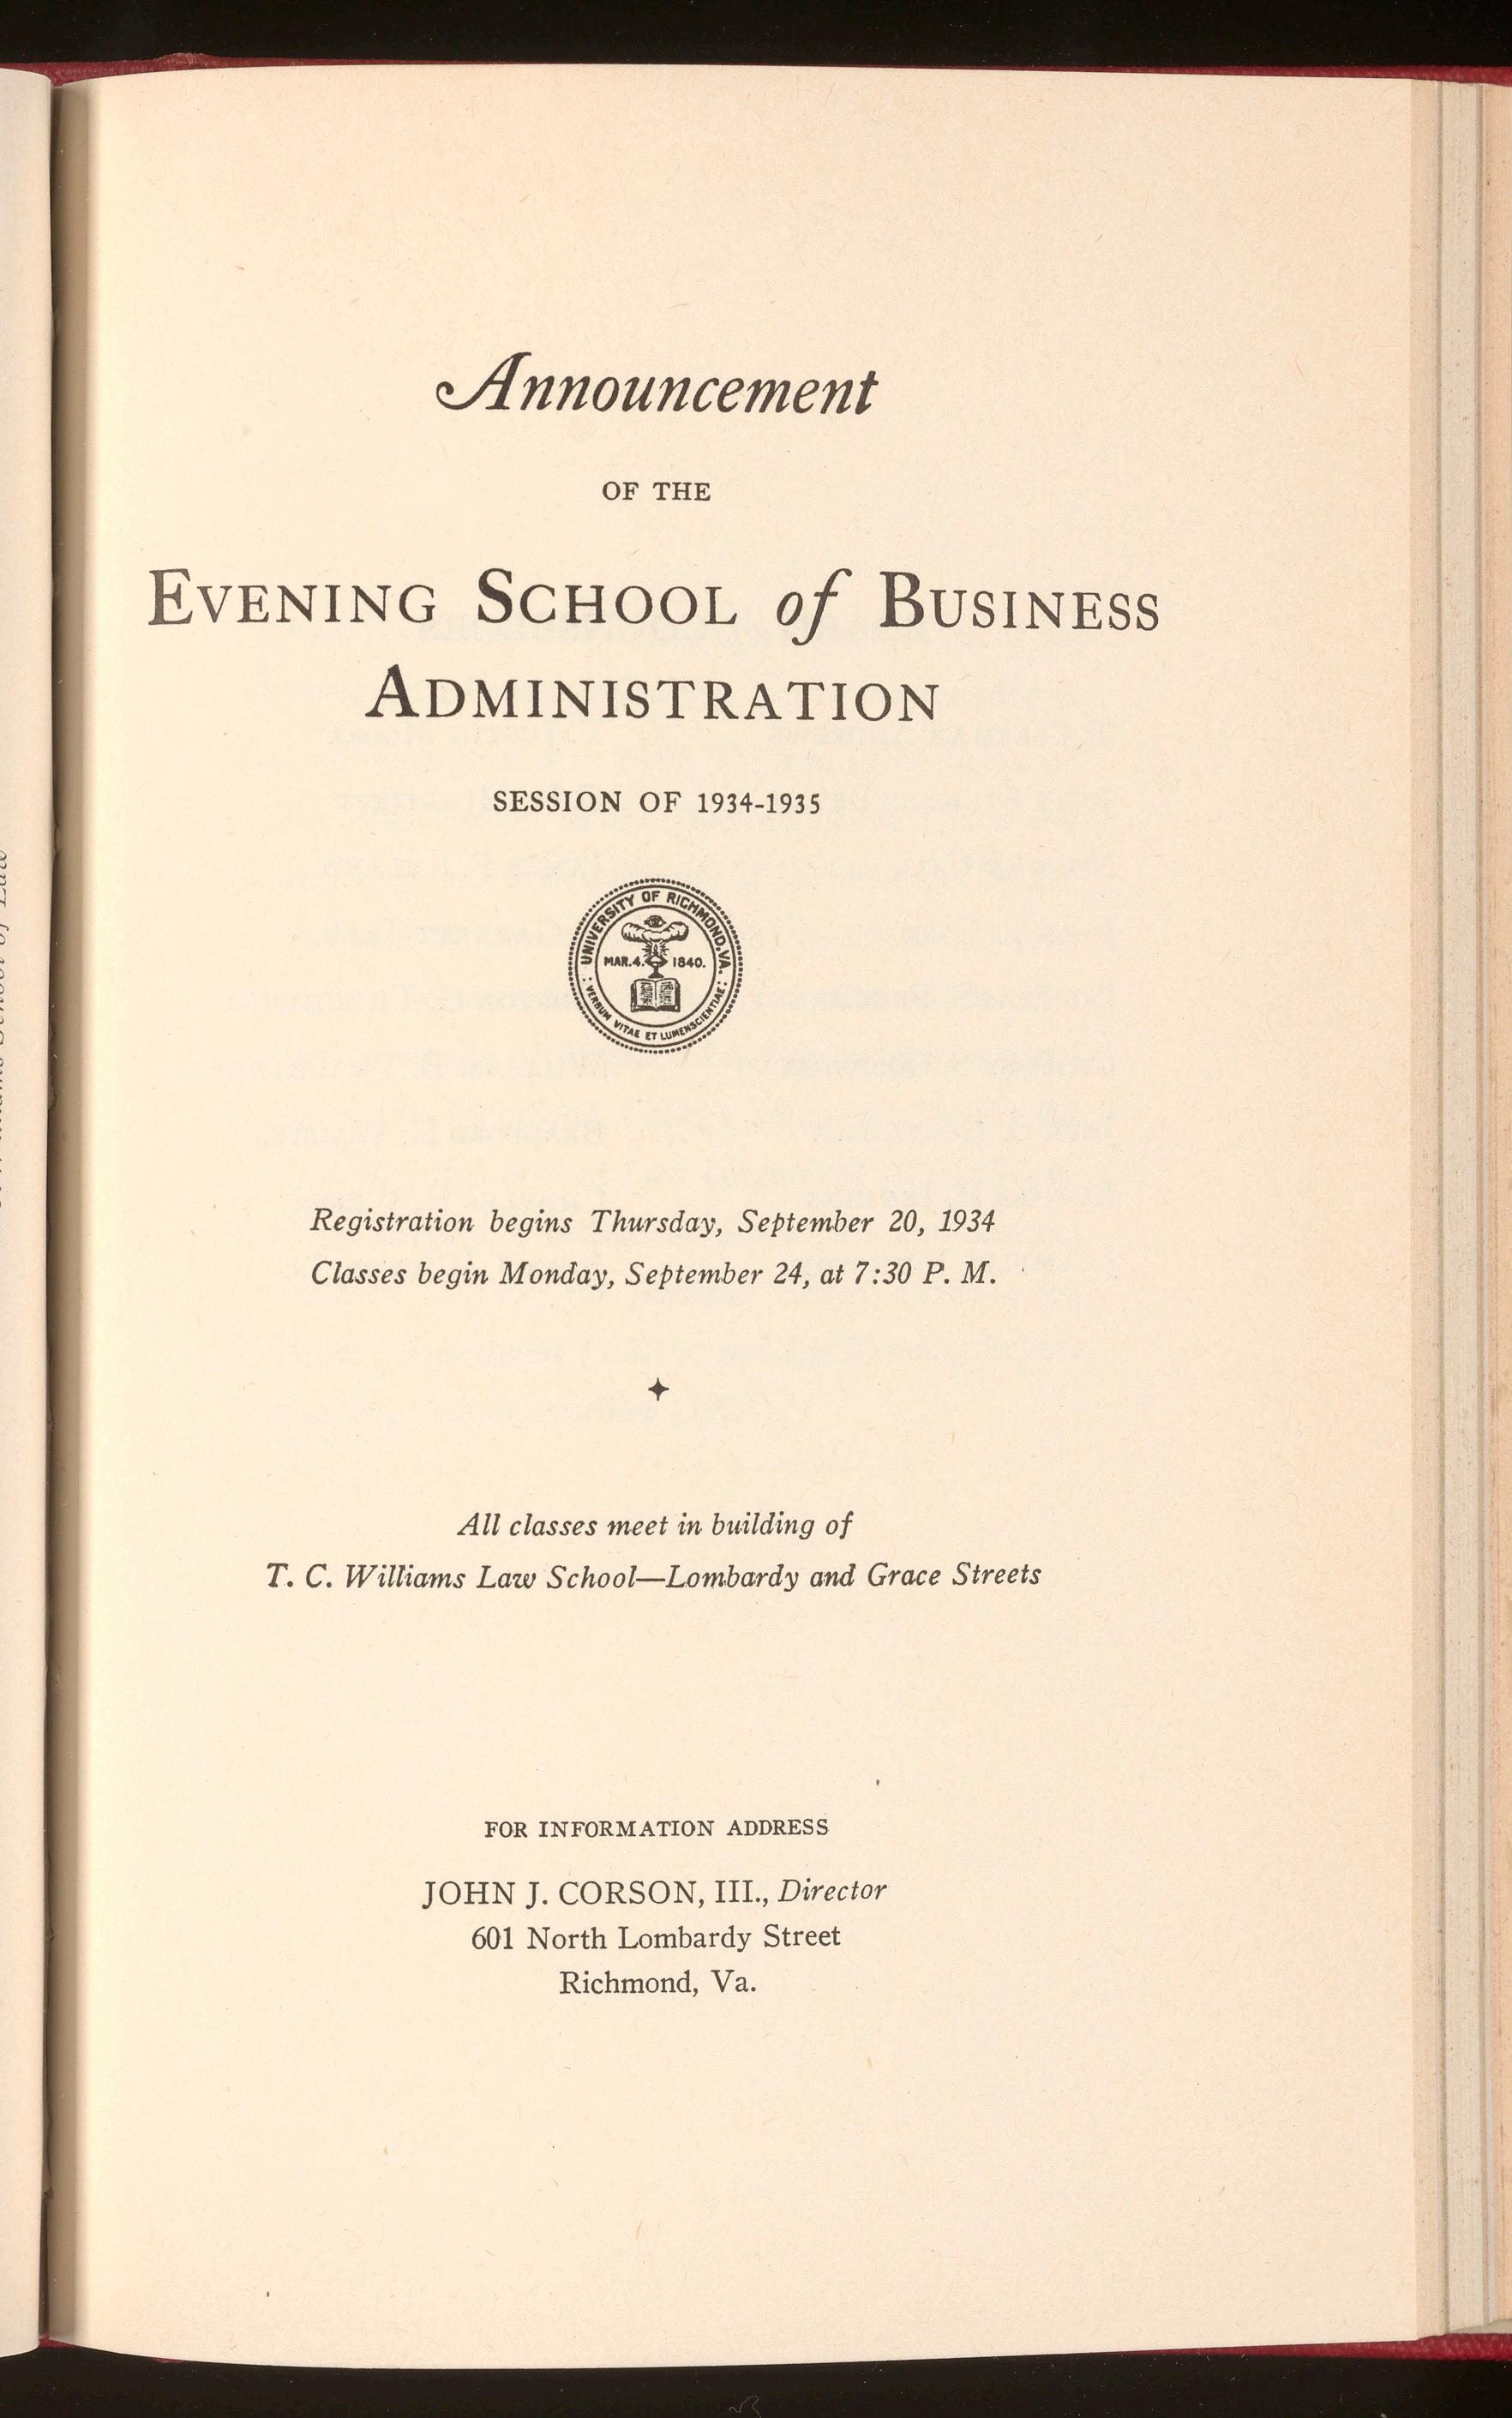 Announcement
OF THE
EVENING SCHOOL of BUSINESS
ADMINISTRATION
SESSION OF 1934-1935
UNIVERSITY OF RICHMOND, VA.
MAR. 4. 1840.
: VERBUM VITAE ET LUMEN SCIENTIAE :
Registration begins Thursday, September 20, 1934
Classes begin Monday, September 24, at 7:30 P. M.
All classes meet in building of
T. C. Williams Law School—Lombardy and Grace Streets
FOR INFORMATION ADDRESS
JOHN J. CORSON, III., Director
601 North Lombardy Street
Richmond, Va.
School of Law